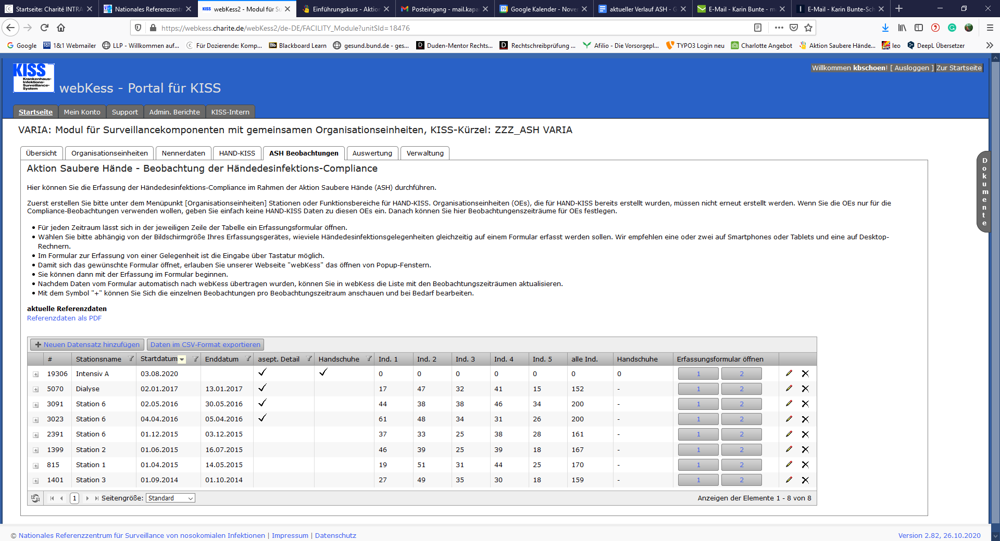 Startseite: Charité INTRA
Nationales Referenzzentr
webKess2 - Modul für Su
Einführungskurs - Aktion
Posteingang - mail.kapa
Google Kalender - Nove
aktueller Verlauf ASH - G
E-Mail - Karin Bunte - m
E-Mail - Karin Bunte-Sch
https://webkess.charite.de/webKess2/de-DE/FACILITY_Module?unitSId=18476
Google
1&1 Webmailer
LLP - Willkommen auf...
Für Dozierende: Komp...
Blackboard Learn
gesund.bund.de - ges...
Duden-Mentor Rechts...
Rechtschreibprüfung ...
Afilio - Die Vorsorgepl...
TYPO3 Login neu
Charlotte Angebot
Aktion Saubere Hände...
leo
DeepL Übersetzer
KISS
Krankenhaus-
Infektions-
Surveillance-
System
webKess - Portal für KISS
Willkommen kbschoen! [ Ausloggen ] Zur Startseite
Startseite Mein Konto Support Admin. Berichte KISS-Intern
VARIA: Modul für Surveillancekomponenten mit gemeinsamen Organisationseinheiten, KISS-Kürzel: ZZZ_ASH VARIA
Übersicht Organisationseinheiten Nennerdaten HAND-KISS ASH Beobachtungen Auswertung Verwaltung
Dokumente
Aktion Saubere Hände - Beobachtung der Händedesinfektions-Compliance
Hier können Sie die Erfassung der Händedesinfektions-Compliance im Rahmen der Aktion Saubere Hände (ASH) durchführen.
Zuerst erstellen Sie bitte unter dem Menüpunkt [Organisationseinheiten] Stationen oder Funktionsbereiche für HAND-KISS. Organisationseinheiten (OEs), die für HAND-KISS bereits erstellt wurden, müssen nicht erneut erstellt werden. Wenn Sie die OEs nur für die
Compliance-Beobachtungen verwenden wollen, geben Sie einfach keine HAND-KISS Daten zu diesen OEs ein. Danach können Sie hier Beobachtungenszeiträume für OEs festlegen.
• Für jeden Zeitraum lässt sich in der jeweiligen Zeile der Tabelle ein Erfassungsformular öffnen.
• Wählen Sie bitte abhängig von der Bildschirmgröße Ihres Erfassungsgerätes, wieviele Händedesinfektionsgelegenheiten gleichzeitig auf einem Formular erfasst werden sollen. Wir empfehlen eine oder zwei auf Smartphones oder Tablets und eine auf Desktop-
Rechnern.
• Im Formular zur Erfassung von einer Gelegenheit ist die Eingabe über Tastatur möglich.
• Damit sich das gewünschte Formular öffnet, erlauben Sie unserer Webseite "webKess" das öffnen von Popup-Fenstern.
• Sie können dann mit der Erfassung im Formular beginnen.
• Nachdem Daten vom Formular automatisch nach webKess übertragen wurden, können Sie in webKess die Liste mit den Beobachtungszeiträumen aktualisieren.
• Mit dem Symbol "+" können Sie Sich die einzelnen Beobachtungen pro Beobachtungszeitraum anschauen und bei Bedarf bearbeiten.
aktuelle Referenzdaten
Referenzdaten als PDF
Neuen Datensatz hinzufügen Daten im CSV-Format exportieren
# Stationsname Startdatum Enddatum asept. Detail Handschuhe Ind. 1 Ind. 2 Ind. 3 Ind. 4 Ind. 5 alle Ind. Handschuhe Erfassungsformular öffnen
19306 Intensiv A 03.08.2020 0 0 0 0 0 0 0 1 2
5070 Dialyse 02.01.2017 13.01.2017 17 47 32 41 15 152 - 1 2
3091 Station 6 02.05.2016 30.05.2016 44 38 38 46 34 200 - 1 2
3023 Station 6 04.04.2016 05.04.2016 61 48 34 31 26 200 - 1 2
2391 Station 6 01.12.2015 03.12.2015 37 33 25 38 28 161 - 1 2
1399 Station 2 01.06.2015 16.07.2015 46 39 25 39 18 167 - 1 2
815 Station 1 01.04.2015 14.05.2015 19 51 31 44 25 170 - 1 2
1401 Station 3 01.09.2014 01.10.2014 27 49 35 30 18 159 - 1 2
1 Seitengröße: Standard Anzeigen der Elemente 1 - 8 von 8
© Nationales Referenzzentrum für Surveillance von nosokomialen Infektionen | Impressum | Datenschutz
Version 2.82, 26.10.2020